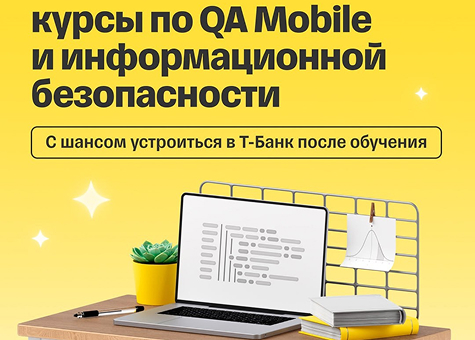 курсы по QA Mobile
и информационной
безопасности
С шансом устроиться в Т-Банк после обучения